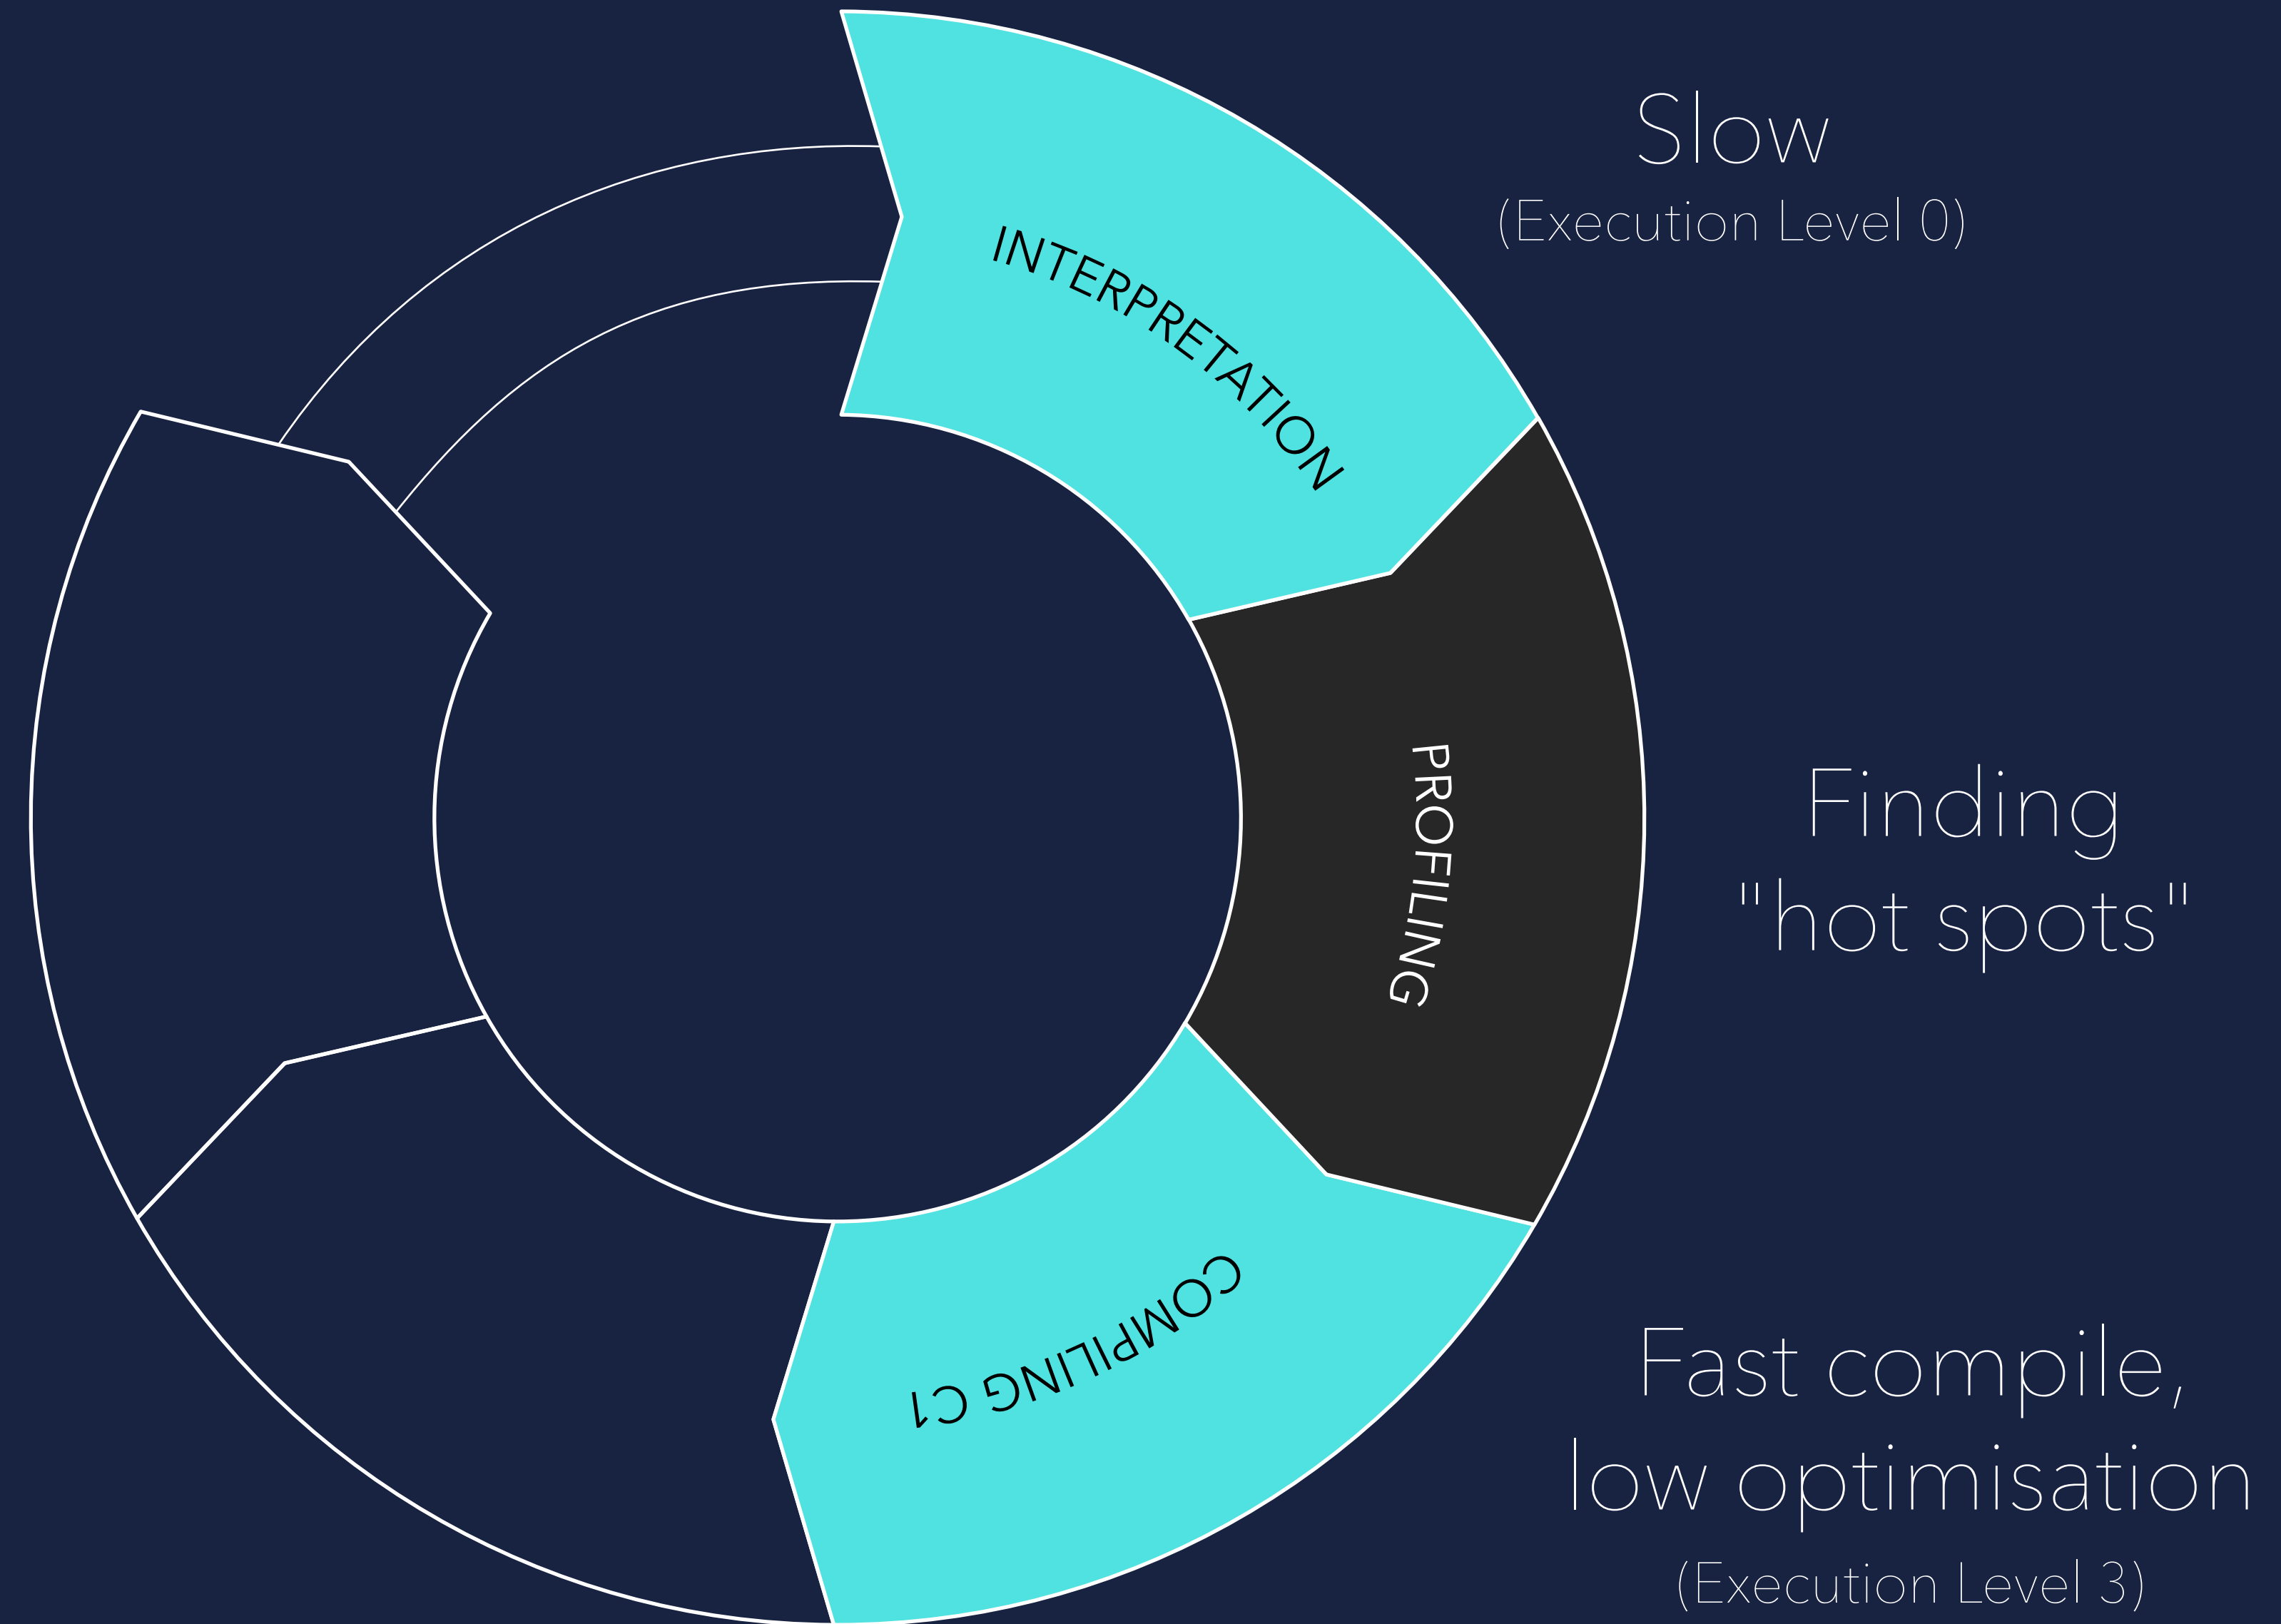 Slow
(Execution Level 0)
INTERPRETATION
PROFILING
Finding
"hot spots"
COMPILING C1
Fast compile,
low optimisation
(Execution Level 3)